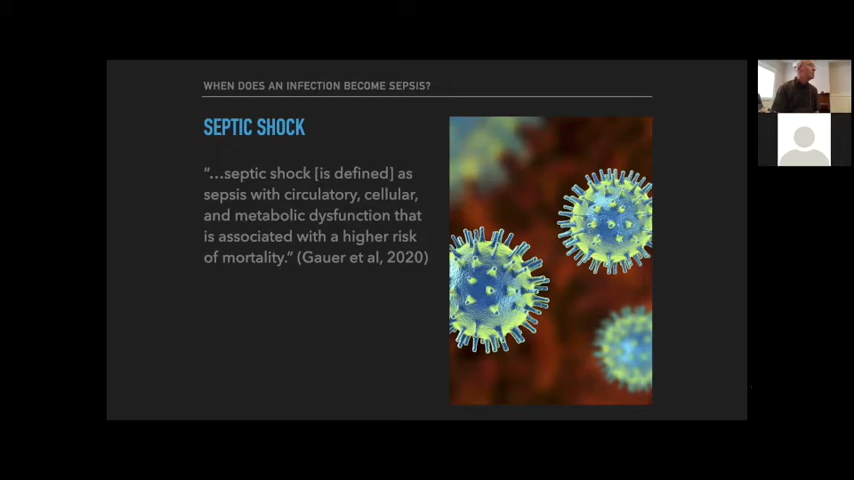 WHEN DOES AN INFECTION BECOME SEPSIS?
SEPTIC SHOCK
“…septic shock [is defined] as
sepsis with circulatory, cellular,
and metabolic dysfunction that
is associated with a higher risk
of mortality.” (Gauer et al, 2020)